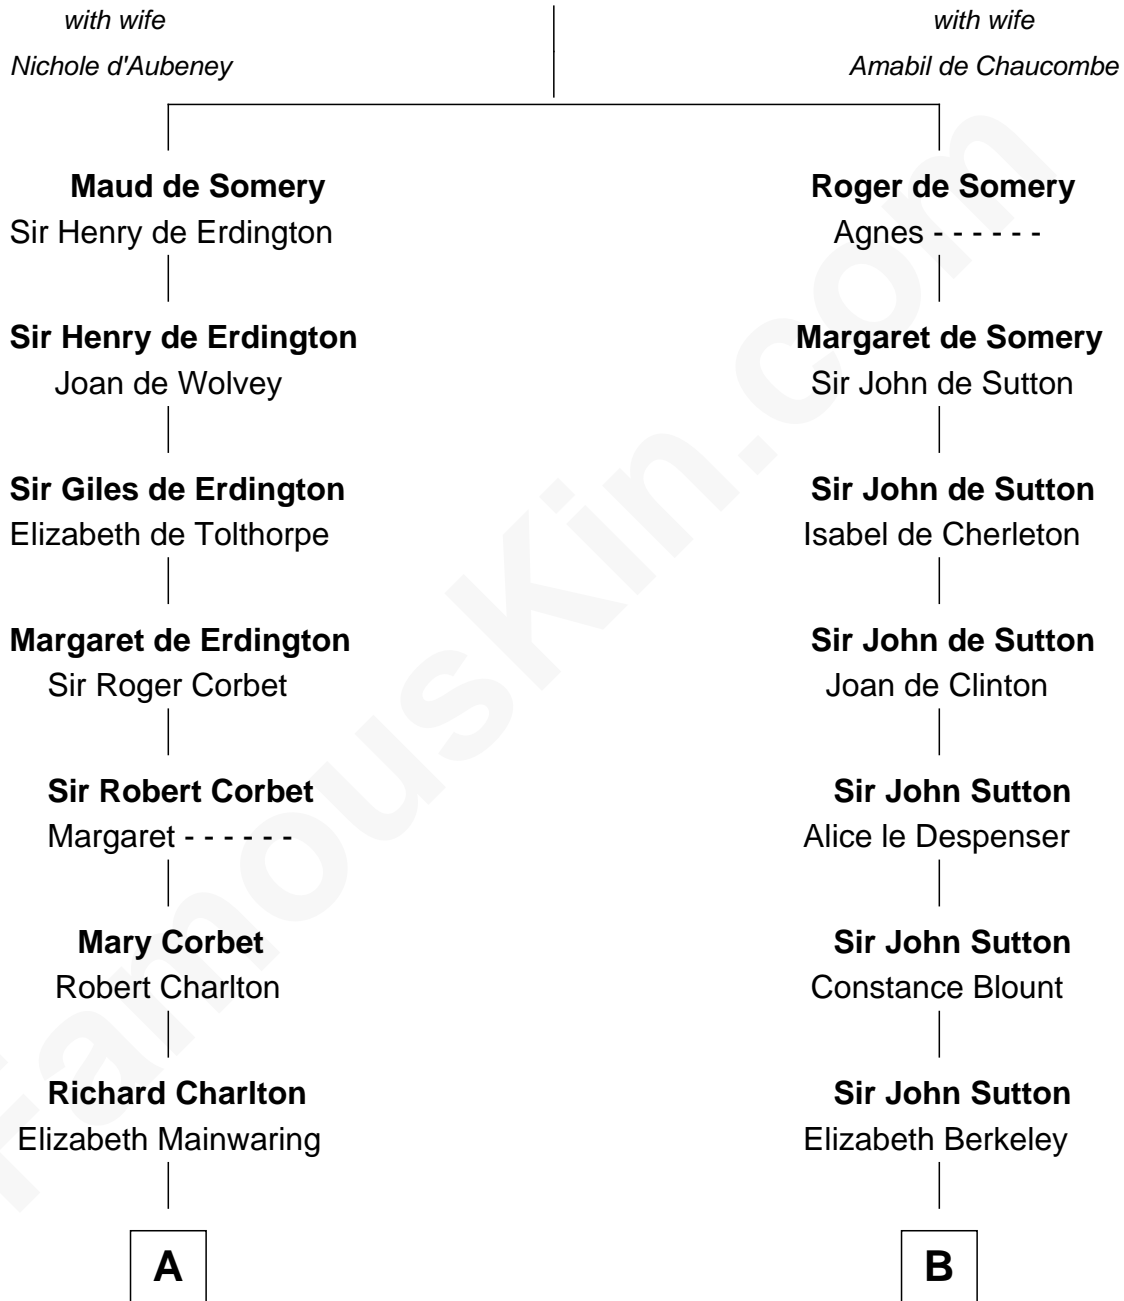 with wife
Nichole d'Aubeney
with wife
Amabil de Chaucombe
Maud de Somery
Sir Henry de Erdington
Roger de Somery
Agnes - - - - - -
Sir Henry de Erdington
Joan de Wolvey
Margaret de Somery
Sir John de Sutton
Sir Giles de Erdington
Elizabeth de Tolthorpe
Sir John de Sutton
Isabel de Cherleton
Margaret de Erdington
Sir Roger Corbet
Sir John de Sutton
Joan de Clinton
Sir Robert Corbet
Margaret - - - - - -
Sir John Sutton
Alice le Despenser
Mary Corbet
Robert Charlton
Sir John Sutton
Constance Blount
Richard Charlton
Elizabeth Mainwaring
Sir John Sutton
Elizabeth Berkeley
A
B
FamousKin.com